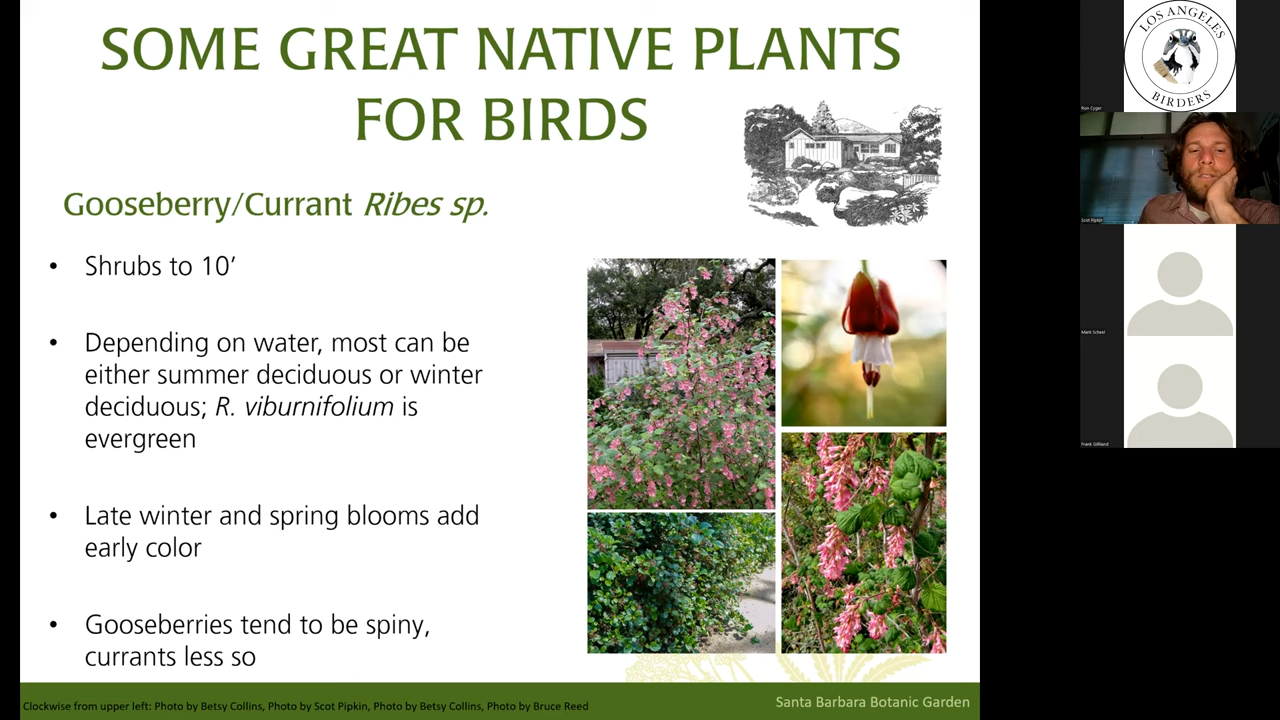 SOME GREAT NATIVE PLANTS
FOR BIRDS
Gooseberry/Currant Ribes sp.
• Shrubs to 10’
• Depending on water, most can be
either summer deciduous or winter
deciduous; R. viburnifolium is
evergreen
• Late winter and spring blooms add
early color
• Gooseberries tend to be spiny,
currants less so
Clockwise from upper left: Photo by Betsy Collins, Photo by Scot Pipkin, Photo by Betsy Collins, Photo by Bruce Reed
Santa Barbara Botanic Garden
LOS ANGELES
BIRDERS
Ron Cyger
Scot Pipkin
Mark Scheel
Frank Gilliland